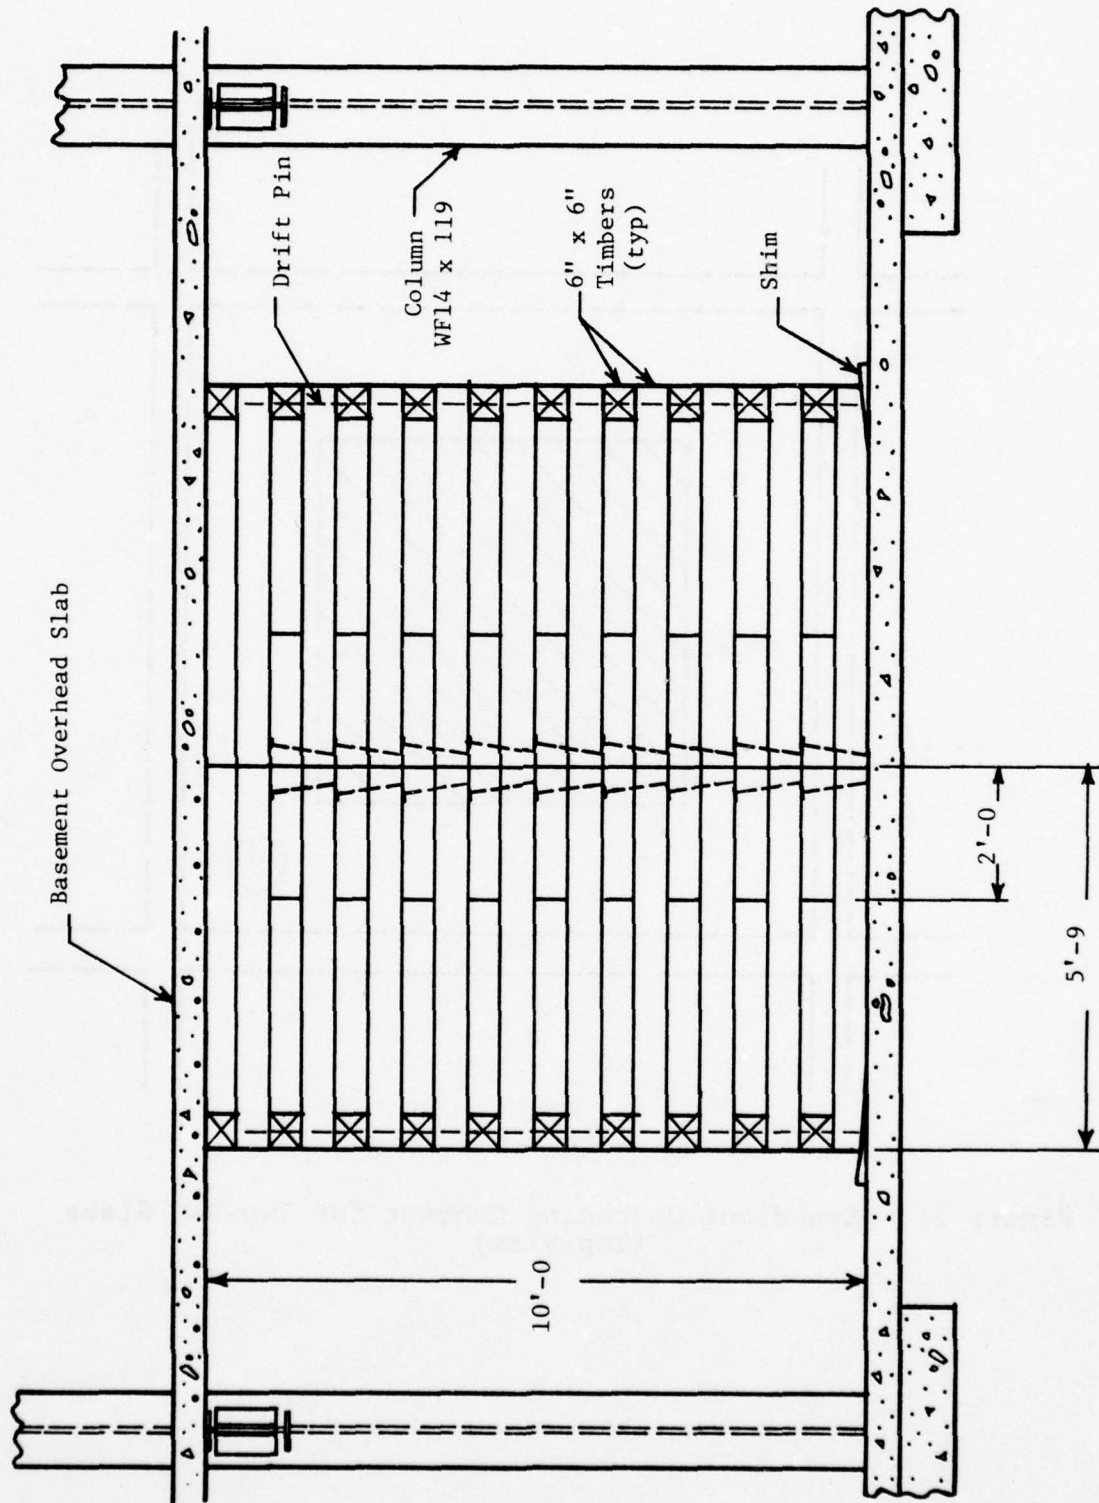 Basement Overhead Slab
Drift Pin
Column
WF14 x 119
6" x 6"
Timbers
(typ)
Shim
10'-0
2'-0
5'-9